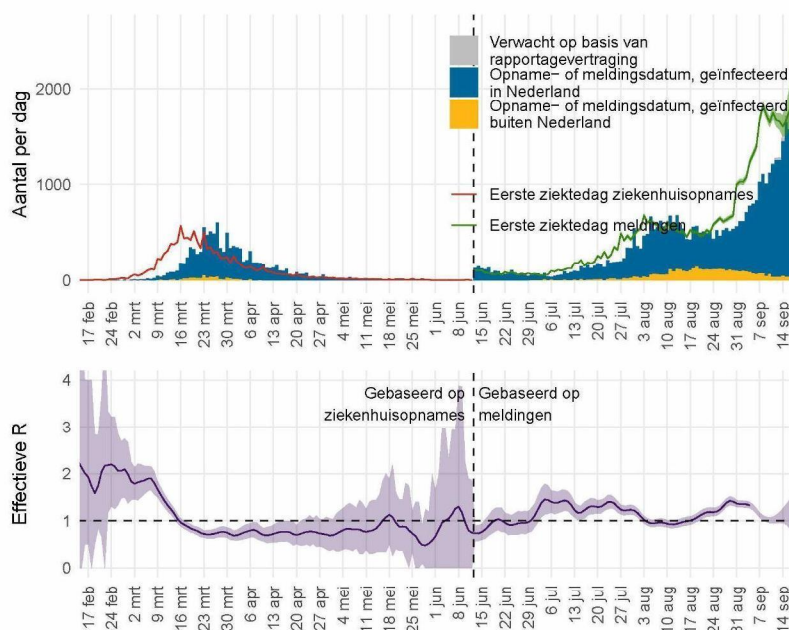 Aantal per dag
2000
1000
0
Verwacht op basis van
rapportagevertraging
Opname− of meldingsdatum, geïnfecteerd
in Nederland
Opname− of meldingsdatum, geïnfecteerd
buiten Nederland
Eerste ziektedag ziekenhuisopnames
Eerste ziektedag meldingen
17 feb
24 feb
2 mrt
9 mrt
16 mrt
23 mrt
30 mrt
6 apr
13 apr
20 apr
27 apr
4 mei
11 mei
18 mei
25 mei
1 jun
8 jun
15 jun
22 jun
29 jun
6 jul
13 jul
20 jul
27 jul
3 aug
10 aug
17 aug
24 aug
31 aug
7 sep
14 sep
Effectieve R
4
3
2
1
0
Gebaseerd op
ziekenhuisopnames
Gebaseerd op
meldingen
17 feb
24 feb
2 mrt
9 mrt
16 mrt
23 mrt
30 mrt
6 apr
13 apr
20 apr
27 apr
4 mei
11 mei
18 mei
25 mei
1 jun
8 jun
15 jun
22 jun
29 jun
6 jul
13 jul
20 jul
27 jul
3 aug
10 aug
17 aug
24 aug
31 aug
7 sep
14 sep